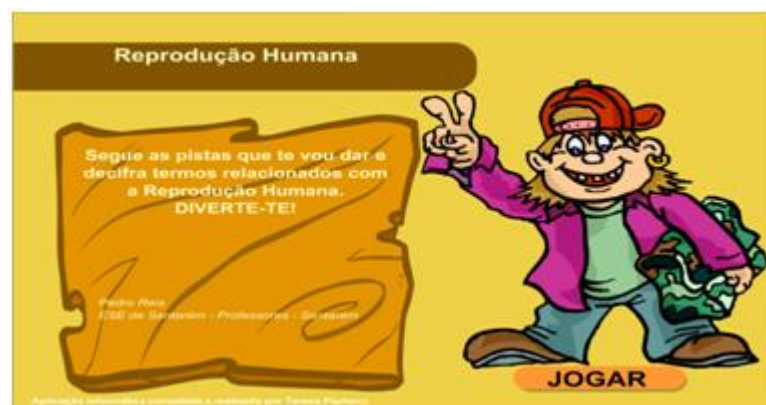 Reprodução Humana
Segue as pistas que te vou dar e
decifra termos relacionados com
a Reprodução Humana.
DIVERTE-TE!
Pedro Reis
ESE de Santarém - Professores - Santarém
JOGAR
Aplicação informática concebida e realizada por Teresa Pacheco